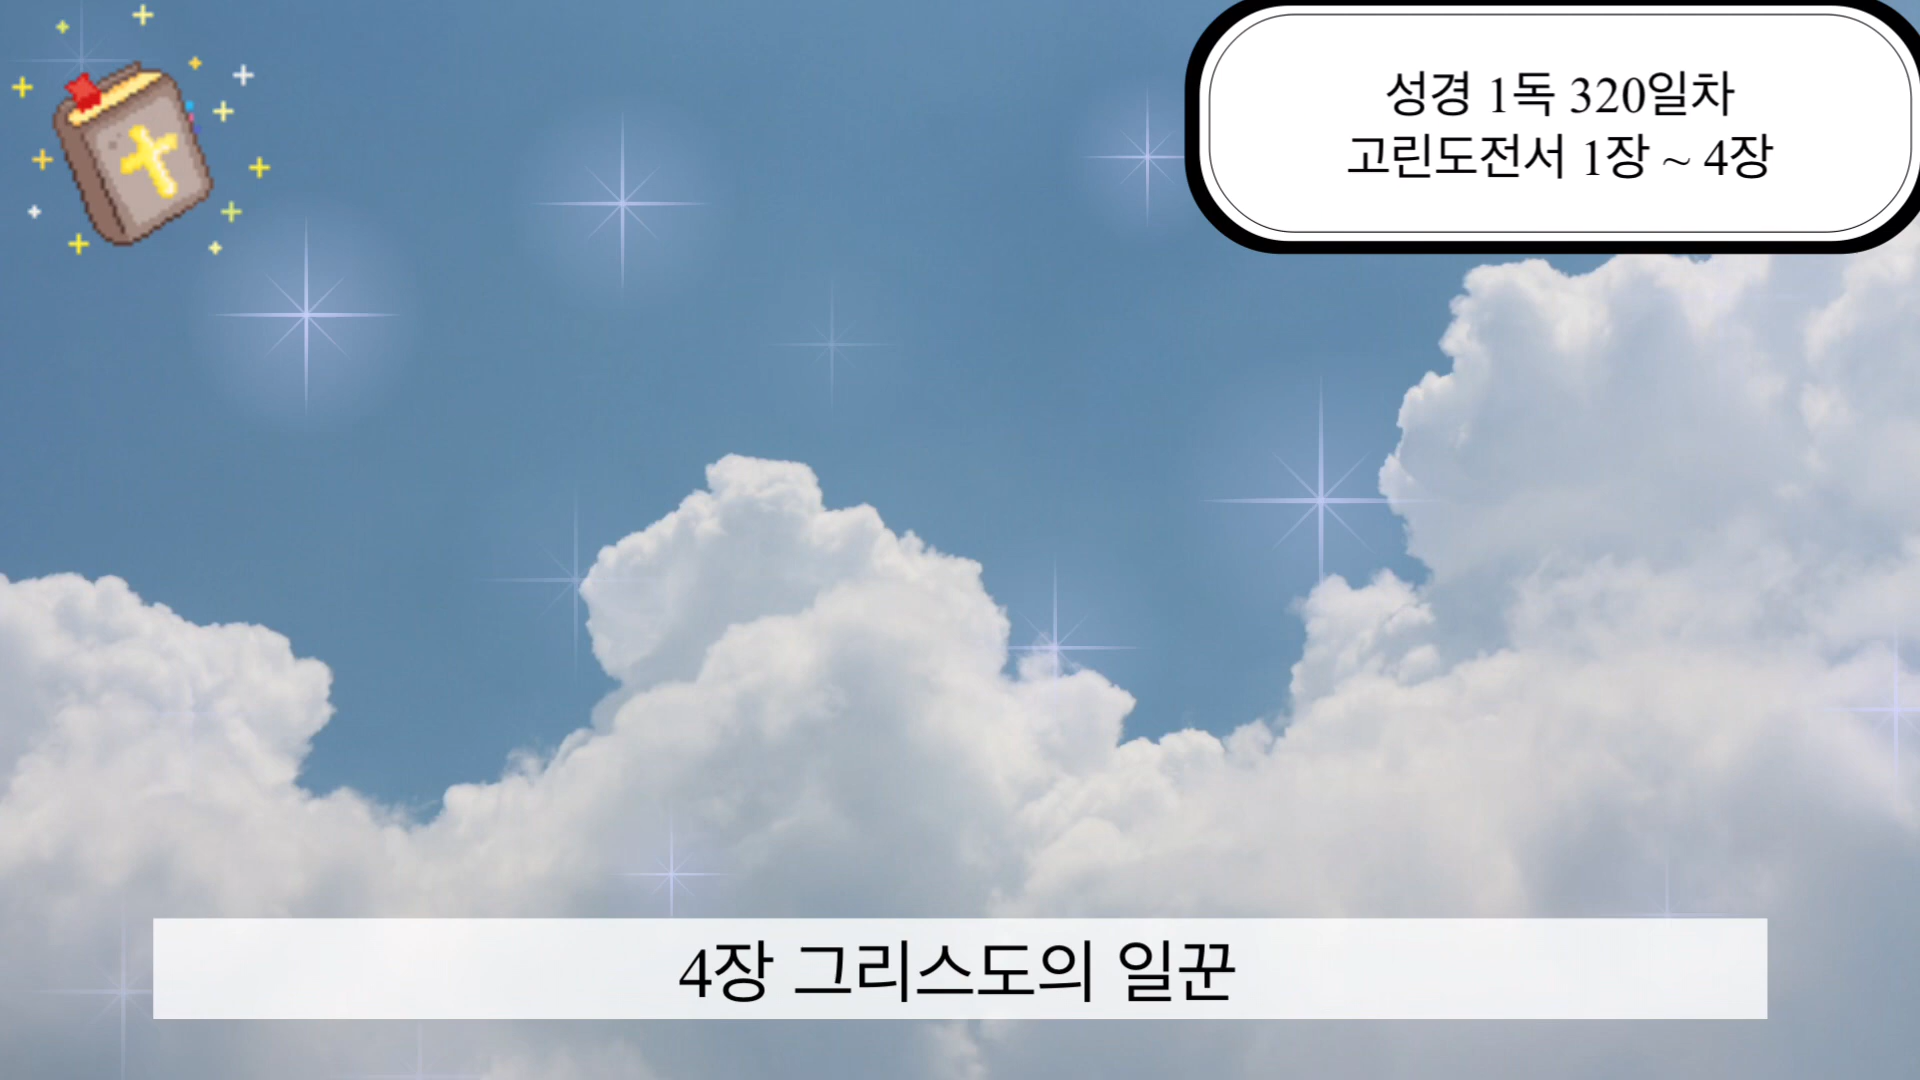 성경 1독 320일차
고린도전서 1장 ~ 4장
4장 그리스도의 일꾼